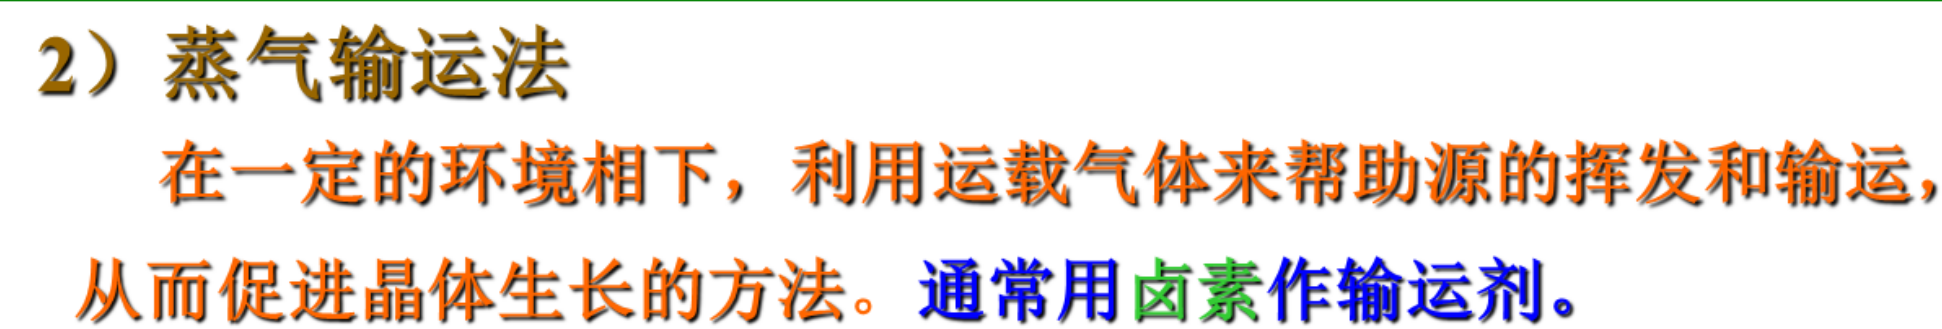 2）蒸气输运法
在一定的环境相下，利用运载气体来帮助源的挥发和输运，
从而促进晶体生长的方法。通常用卤素作输运剂。